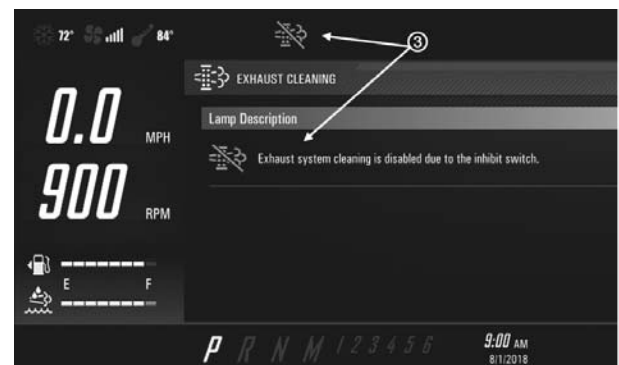 72° 84°
③
EXHAUST CLEANING
Lamp Description
Exhaust system cleaning is disabled due to the inhibit switch.
0.0 MPH
900 RPM
E F
P R N M 1 2 3 4 5 6
9:00 AM
8/1/2018